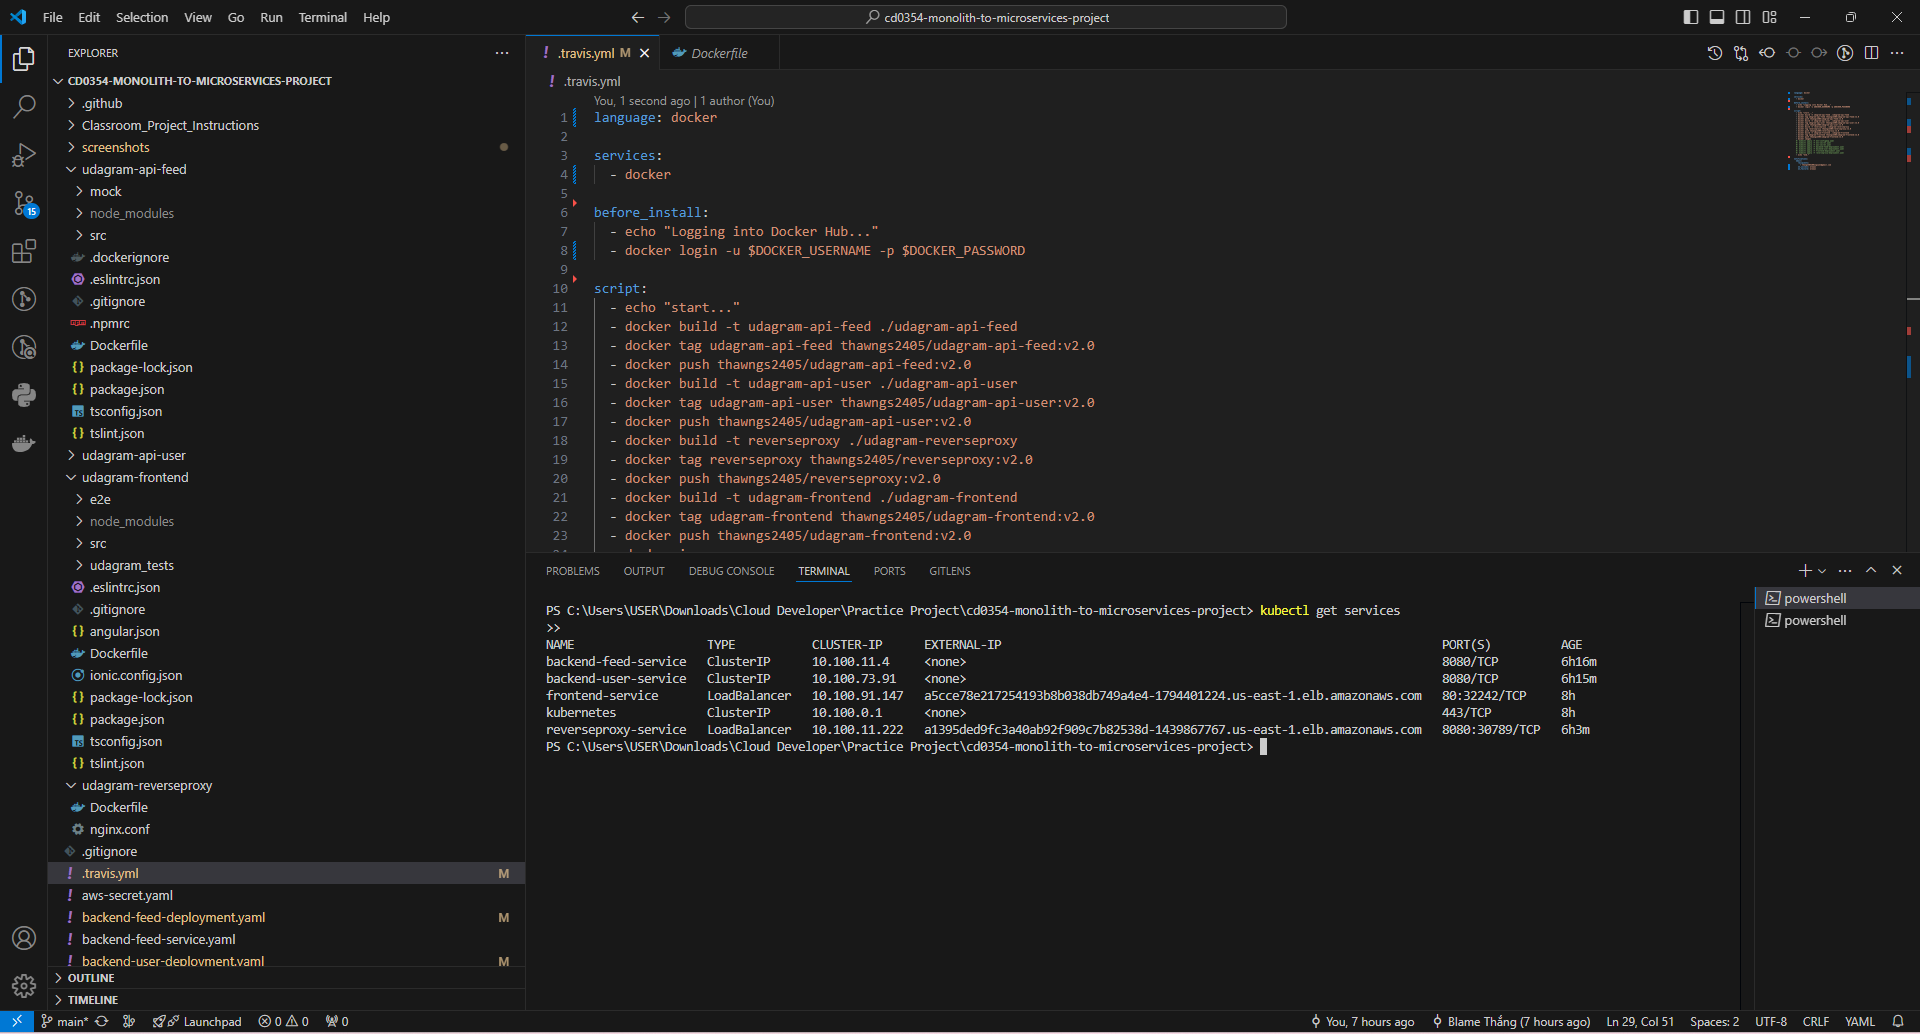 File Edit Selection View Go Run Terminal Help
cd0354-monolith-to-microservices-project
EXPLORER
CD0354-MONOLITH-TO-MICROSERVICES-PROJECT
.github
Classroom_Project_Instructions
screenshots
udagram-api-feed
mock
node_modules
src
.dockerignore
.eslintrc.json
.gitignore
.npmrc
Dockerfile
package-lock.json
package.json
tsconfig.json
tslint.json
udagram-api-user
udagram-frontend
e2e
node_modules
src
udagram_tests
.eslintrc.json
.gitignore
angular.json
Dockerfile
ionic.config.json
package-lock.json
package.json
tsconfig.json
tslint.json
udagram-reverseproxy
Dockerfile
nginx.conf
.gitignore
.travis.yml M
aws-secret.yaml
backend-feed-deployment.yaml M
backend-feed-service.yaml
backend-user-deployment.yaml M
OUTLINE
TIMELINE
15
.travis.yml M
Dockerfile
.travis.yml
You, 1 second ago | 1 author (You)
1 language: docker
2
3 services:
4 - docker
5
6 before_install:
7 - echo "Logging into Docker Hub..."
8 - docker login -u $DOCKER_USERNAME -p $DOCKER_PASSWORD
9
10 script:
11 - echo "start..."
12 - docker build -t udagram-api-feed ./udagram-api-feed
13 - docker tag udagram-api-feed thawngs2405/udagram-api-feed:v2.0
14 - docker push thawngs2405/udagram-api-feed:v2.0
15 - docker build -t udagram-api-user ./udagram-api-user
16 - docker tag udagram-api-user thawngs2405/udagram-api-user:v2.0
17 - docker push thawngs2405/udagram-api-user:v2.0
18 - docker build -t reverseproxy ./udagram-reverseproxy
19 - docker tag reverseproxy thawngs2405/reverseproxy:v2.0
20 - docker push thawngs2405/reverseproxy:v2.0
21 - docker build -t udagram-frontend ./udagram-frontend
22 - docker tag udagram-frontend thawngs2405/udagram-frontend:v2.0
23 - docker push thawngs2405/udagram-frontend:v2.0
PROBLEMS OUTPUT DEBUG CONSOLE TERMINAL PORTS GITLENS
powershell
powershell
PS C:\Users\USER\Downloads\Cloud Developer\Practice Project\cd0354-monolith-to-microservices-project> kubectl get services
>>
NAME TYPE CLUSTER-IP EXTERNAL-IP PORT(S) AGE
backend-feed-service ClusterIP 10.100.11.4 <none> 8080/TCP 6h16m
backend-user-service ClusterIP 10.100.73.91 <none> 8080/TCP 6h15m
frontend-service LoadBalancer 10.100.91.147 a5cce78e217254193b8b038db749a4e4-1794401224.us-east-1.elb.amazonaws.com 80:32242/TCP 8h
kubernetes ClusterIP 10.100.0.1 <none> 443/TCP 8h
reverseproxy-service LoadBalancer 10.100.11.222 a1395ded9fc3a40ab92f909c7b82538d-1439867767.us-east-1.elb.amazonaws.com 8080:30789/TCP 6h3m
PS C:\Users\USER\Downloads\Cloud Developer\Practice Project\cd0354-monolith-to-microservices-project>
main* Launchpad 0 0 0 You, 7 hours ago Blame Thắng (7 hours ago) Ln 29, Col 51 Spaces: 2 UTF-8 CRLF YAML